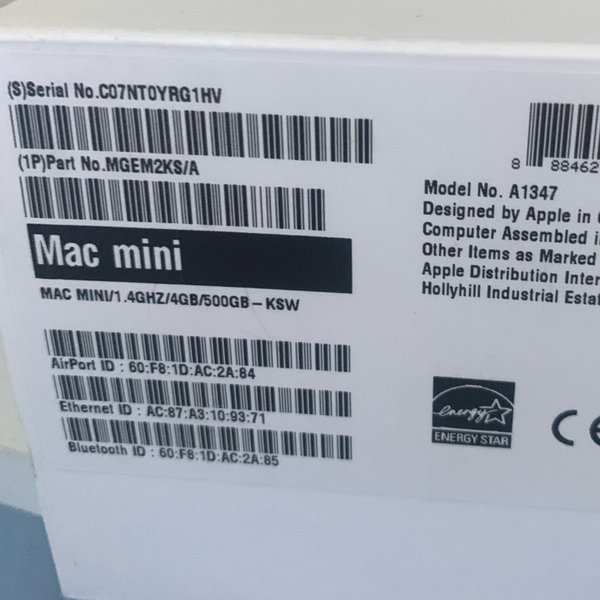 (S)Serial No.C07NT0YRG1HV
(1P)Part No.MGEM2KS/A
Mac mini
MAC MINI/1.4GHZ/4GB/500GB-KSW
AirPort ID : 60:F8:1D:AC:2A:84
Ethernet ID : AC:87:A3:10:93:71
Bluetooth ID : 60:F8:1D:AC:2A:85
8 88462
Model No. A1347
Designed by Apple in
Computer Assembled i
Other Items as Marked
Apple Distribution Inter
Hollyhill Industrial Esta
energy
ENERGY STAR
CE